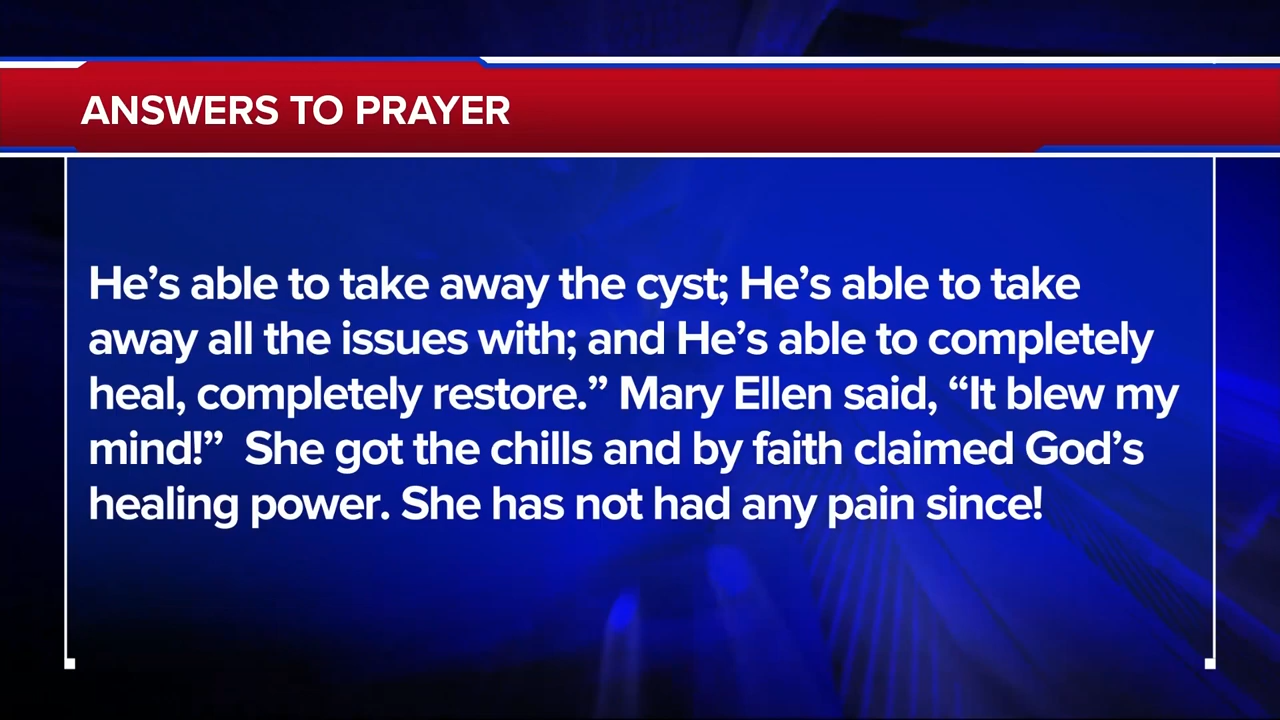 ANSWERS TO PRAYER
He’s able to take away the cyst; He’s able to take
away all the issues with; and He’s able to completely
heal, completely restore.” Mary Ellen said, “It blew my
mind!”  She got the chills and by faith claimed God’s
healing power. She has not had any pain since!